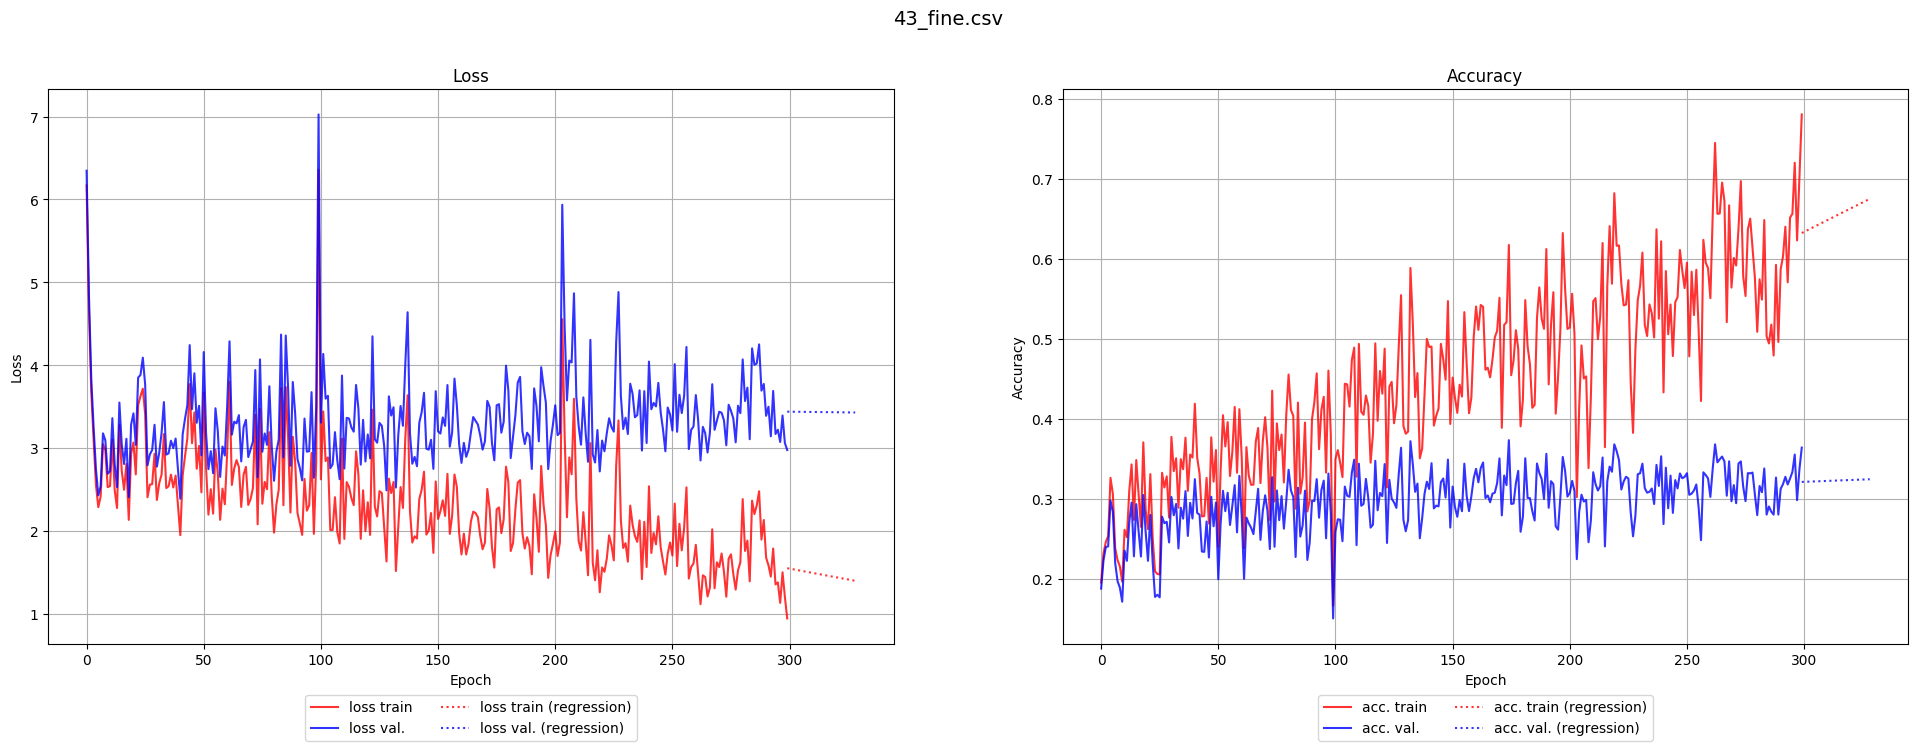 43_fine.csv
Loss
7
6
5
4
3
2
1
Loss
0 50 100 150 200 250 300
Epoch
loss train loss train (regression)
loss val. loss val. (regression)
Accuracy
0.8
0.7
0.6
0.5
0.4
0.3
0.2
Accuracy
0 50 100 150 200 250 300
Epoch
acc. train acc. train (regression)
acc. val. acc. val. (regression)